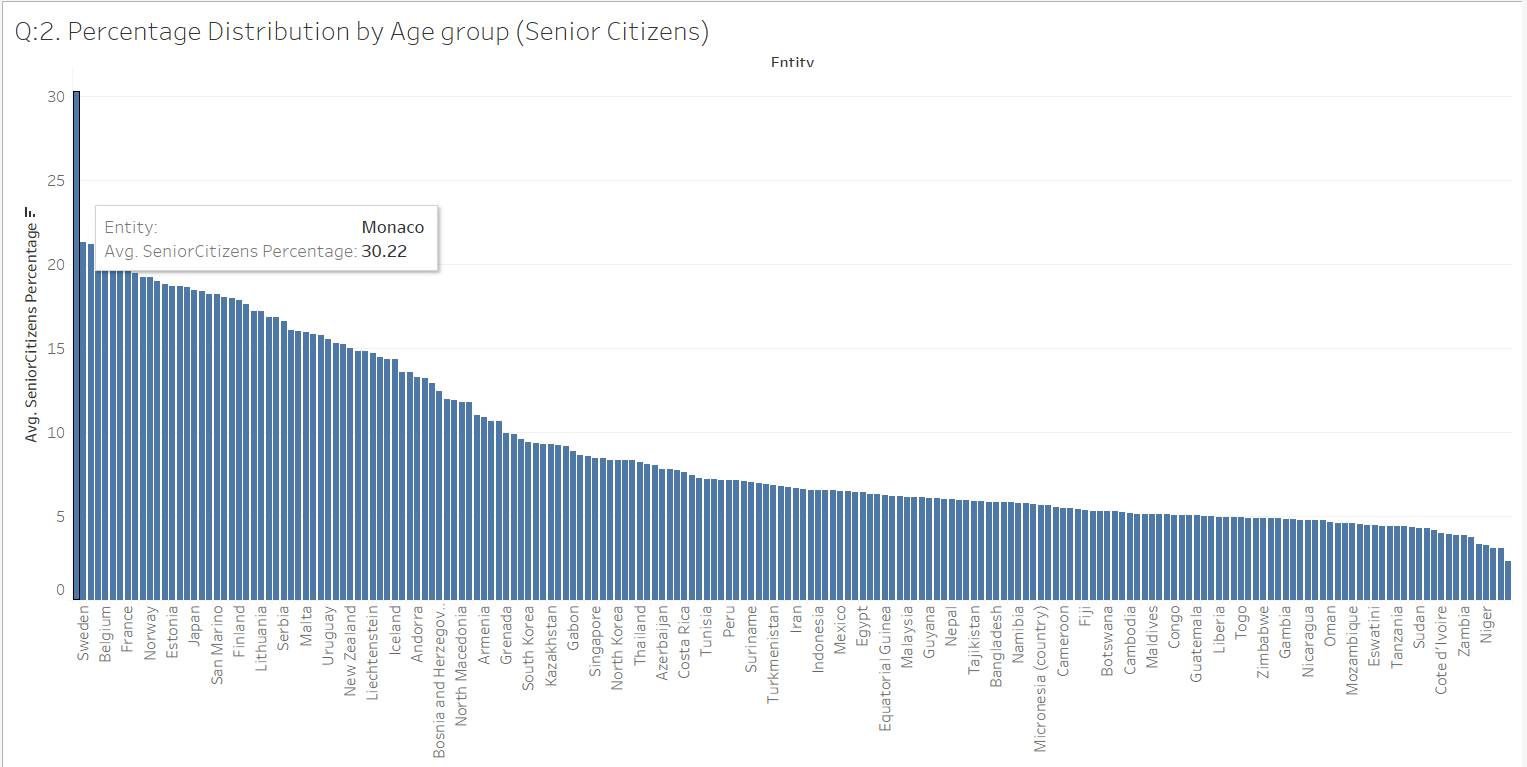 Q:2. Percentage Distribution by Age group (Senior Citizens)
Entity
30
25
20
15
10
5
0
Avg. SeniorCitizens Percentage
Entity: Monaco
Avg. SeniorCitizens Percentage: 30.22
Sweden
Belgium
France
Norway
Estonia
Japan
San Marino
Finland
Lithuania
Serbia
Malta
Uruguay
New Zealand
Liechtenstein
Iceland
Andorra
Bosnia and Herzegov..
North Macedonia
Armenia
Grenada
South Korea
Kazakhstan
Gabon
Singapore
North Korea
Thailand
Azerbaijan
Costa Rica
Tunisia
Peru
Suriname
Turkmenistan
Iran
Indonesia
Mexico
Egypt
Equatorial Guinea
Malaysia
Guyana
Nepal
Tajikistan
Bangladesh
Namibia
Micronesia (country)
Cameroon
Fiji
Botswana
Cambodia
Maldives
Congo
Guatemala
Liberia
Togo
Zimbabwe
Gambia
Nicaragua
Oman
Mozambique
Eswatini
Tanzania
Sudan
Cote d'Ivoire
Zambia
Niger